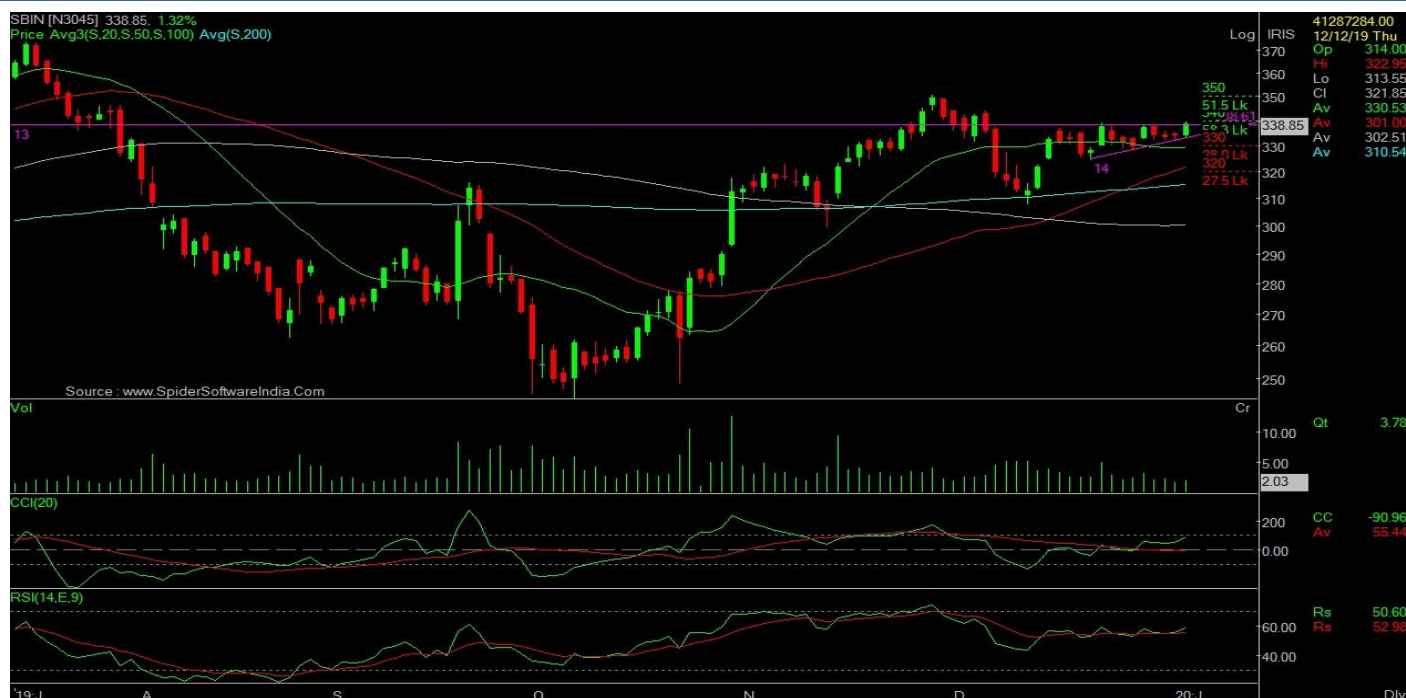 SBIN [N3045] 338.85, 1.32%
Price Avg3(S,20,S,50,S,100) Avg(S,200)
Log
IRIS
41287284.00
12/12/19 Thu
Op 314.00
Hi 322.95
Lo 313.55
Cl 321.85
Av 330.53
Av 301.00
Av 302.51
Av 310.54
370
360
350
338.85
330
320
310
300
290
280
270
260
250
350
51.5 Lk
330
320
27.5 Lk
13
14
Source : www.SpiderSoftwareIndia.Com
Vol
Cr
10.00
5.00
2.03
Qt 3.78
CCI(20)
200
0.00
CC -90.96
Av 55.44
RSI(14,E,9)
60.00
40.00
Rs 50.60
Rs 52.98
'19:J A S O N D 20:J Dly